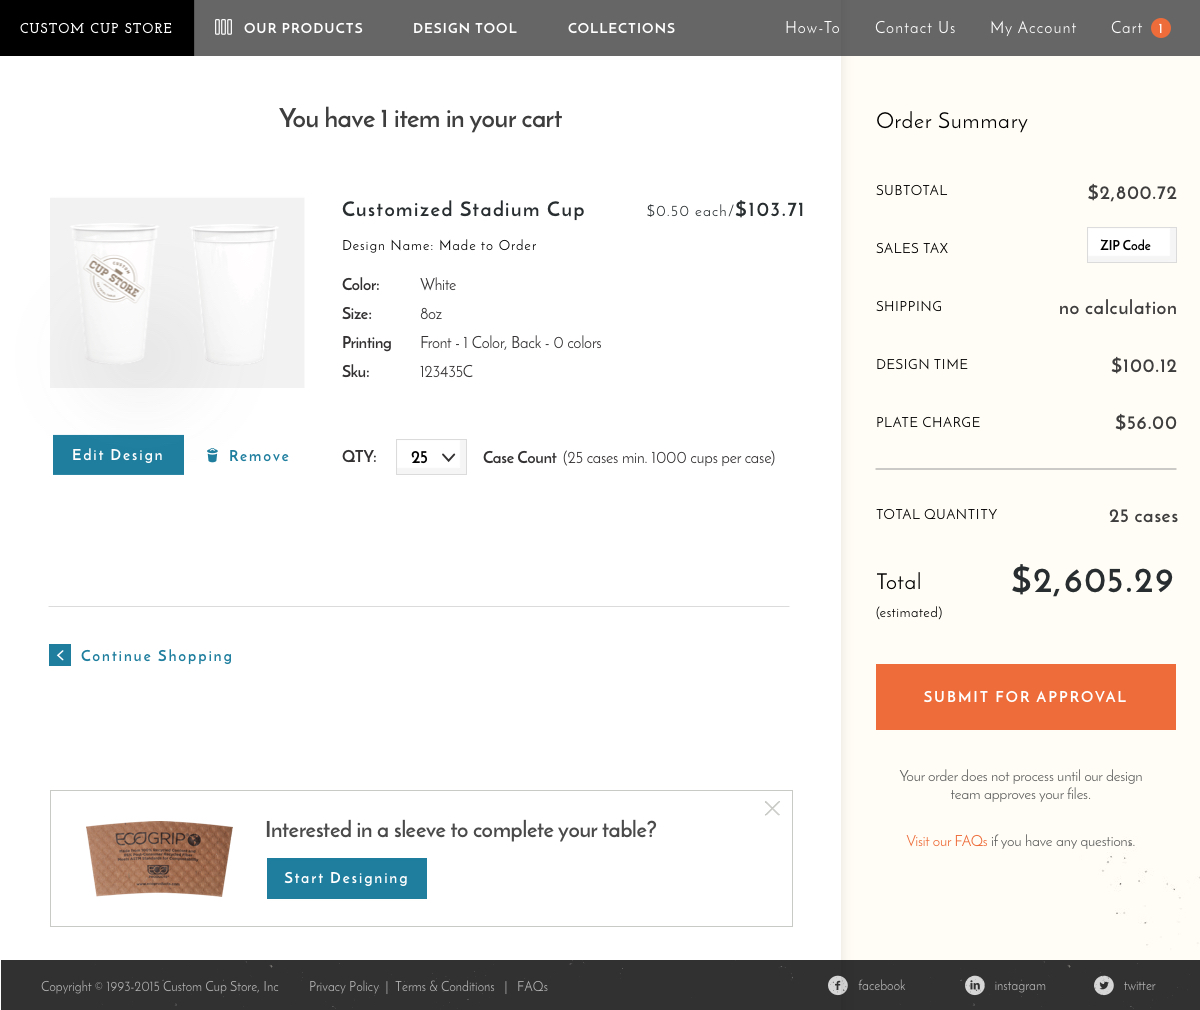 CUSTOM CUP STORE
OUR PRODUCTS
DESIGN TOOL
COLLECTIONS
How-To
Contact Us
My Account
Cart 1
You have 1 item in your cart
CUSTOM
CUP STORE
Customized Stadium Cup
$0.50 each/$103.71
Design Name: Made to Order
Color: White
Size: 8oz
Printing Front - 1 Color, Back - 0 colors
Sku: 123435C
Edit Design
Remove
QTY: 25 Case Count (25 cases min. 1000 cups per case)
Continue Shopping
ECOGRIP
Interested in a sleeve to complete your table?
Start Designing
Order Summary
SUBTOTAL $2,800.72
SALES TAX ZIP Code
SHIPPING no calculation
DESIGN TIME $100.12
PLATE CHARGE $56.00
TOTAL QUANTITY 25 cases
Total $2,605.29
(estimated)
SUBMIT FOR APPROVAL
Your order does not process until our design
team approves your files.
Visit our FAQs if you have any questions.
Copyright © 1993-2015 Custom Cup Store, Inc
Privacy Policy | Terms & Conditions | FAQs
facebook
instagram
twitter